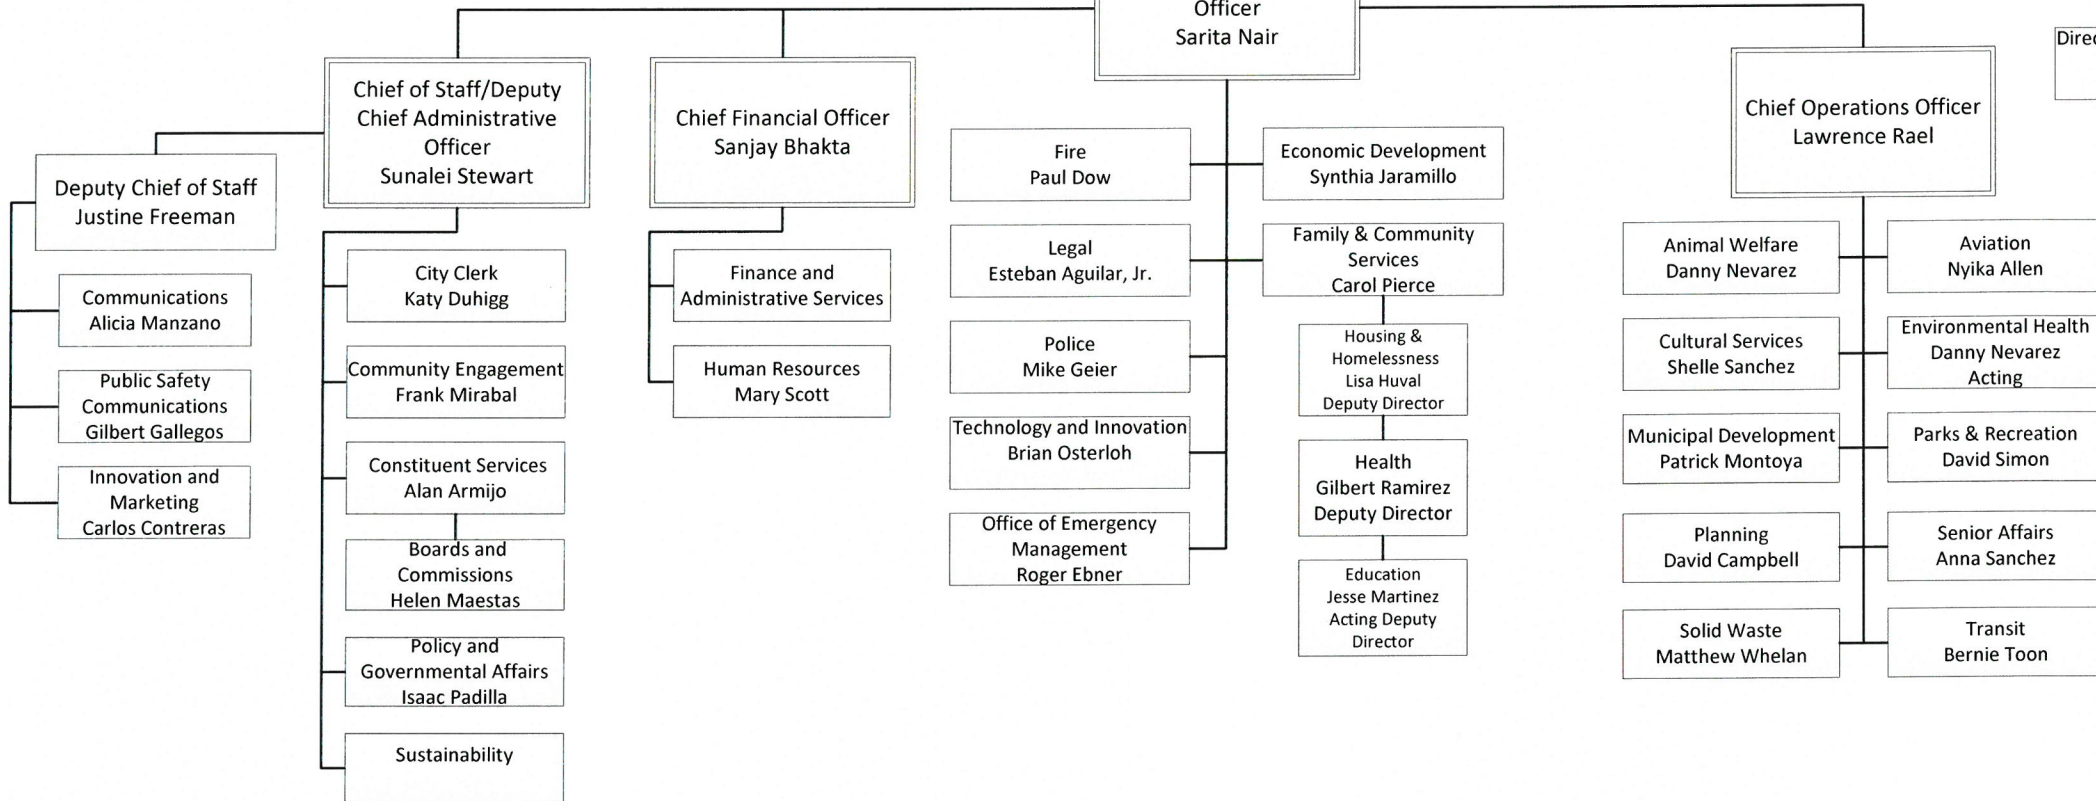 Officer
Sarita Nair
Direc
Chief of Staff/Deputy
Chief Administrative
Officer
Sunalei Stewart
Chief Financial Officer
Sanjay Bhakta
Chief Operations Officer
Lawrence Rael
Deputy Chief of Staff
Justine Freeman
Communications
Alicia Manzano
Public Safety
Communications
Gilbert Gallegos
Innovation and
Marketing
Carlos Contreras
City Clerk
Katy Duhigg
Community Engagement
Frank Mirabal
Constituent Services
Alan Armijo
Boards and
Commissions
Helen Maestas
Policy and
Governmental Affairs
Isaac Padilla
Sustainability
Finance and
Administrative Services
Human Resources
Mary Scott
Fire
Paul Dow
Legal
Esteban Aguilar, Jr.
Police
Mike Geier
Technology and Innovation
Brian Osterloh
Office of Emergency
Management
Roger Ebner
Economic Development
Synthia Jaramillo
Family & Community
Services
Carol Pierce
Housing &
Homelessness
Lisa Huval
Deputy Director
Health
Gilbert Ramirez
Deputy Director
Education
Jesse Martinez
Acting Deputy
Director
Animal Welfare
Danny Nevarez
Cultural Services
Shelle Sanchez
Municipal Development
Patrick Montoya
Planning
David Campbell
Solid Waste
Matthew Whelan
Aviation
Nyika Allen
Environmental Health
Danny Nevarez
Acting
Parks & Recreation
David Simon
Senior Affairs
Anna Sanchez
Transit
Bernie Toon